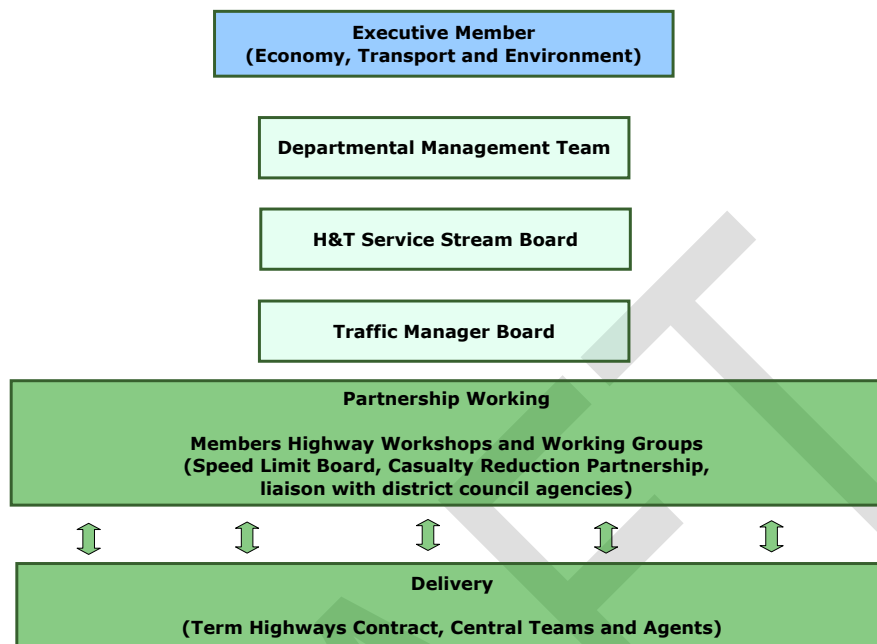 Executive Member
(Economy, Transport and Environment)
Departmental Management Team
H&T Service Stream Board
Traffic Manager Board
Partnership Working
Members Highway Workshops and Working Groups
(Speed Limit Board, Casualty Reduction Partnership,
liaison with district council agencies)
Delivery
(Term Highways Contract, Central Teams and Agents)